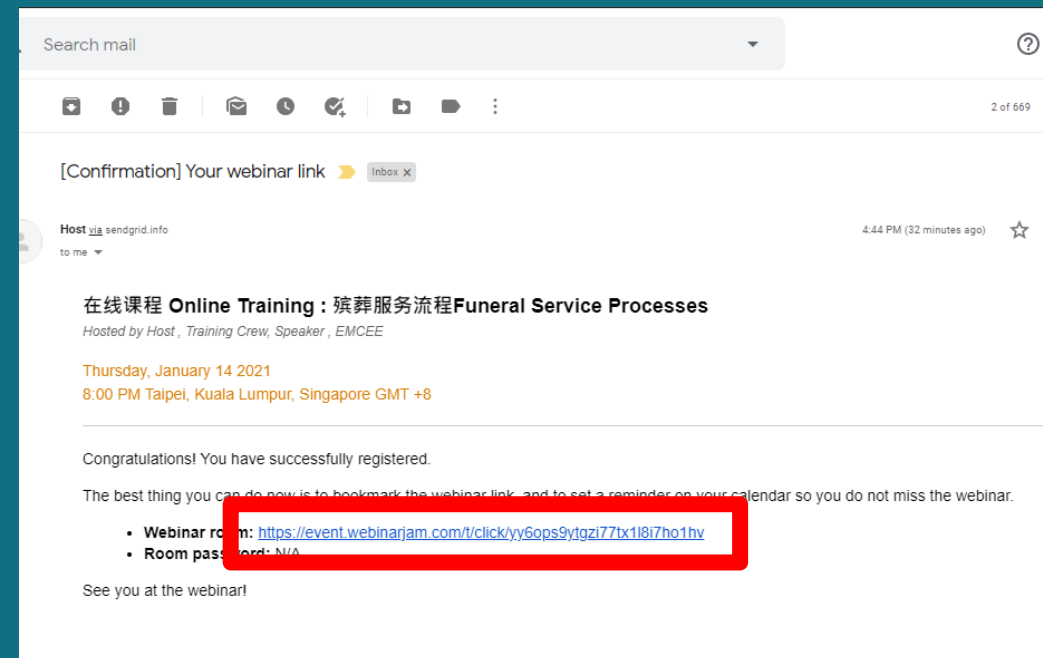 Search mail
2 of 669
[Confirmation] Your webinar link Inbox x
Host via sendgrid.info 4:44 PM (32 minutes ago)
to me
在线课程 Online Training : 殡葬服务流程Funeral Service Processes
Hosted by Host , Training Crew, Speaker , EMCEE
Thursday, January 14 2021
8:00 PM Taipei, Kuala Lumpur, Singapore GMT +8
Congratulations! You have successfully registered.
The best thing you can do now is to bookmark the webinar link, and to set a reminder on your calendar so you do not miss the webinar.
• Webinar room: https://event.webinarjam.com/t/click/yy6ops9ytgzi77tx1l8i7ho1hv
• Room password: N/A
See you at the webinar!